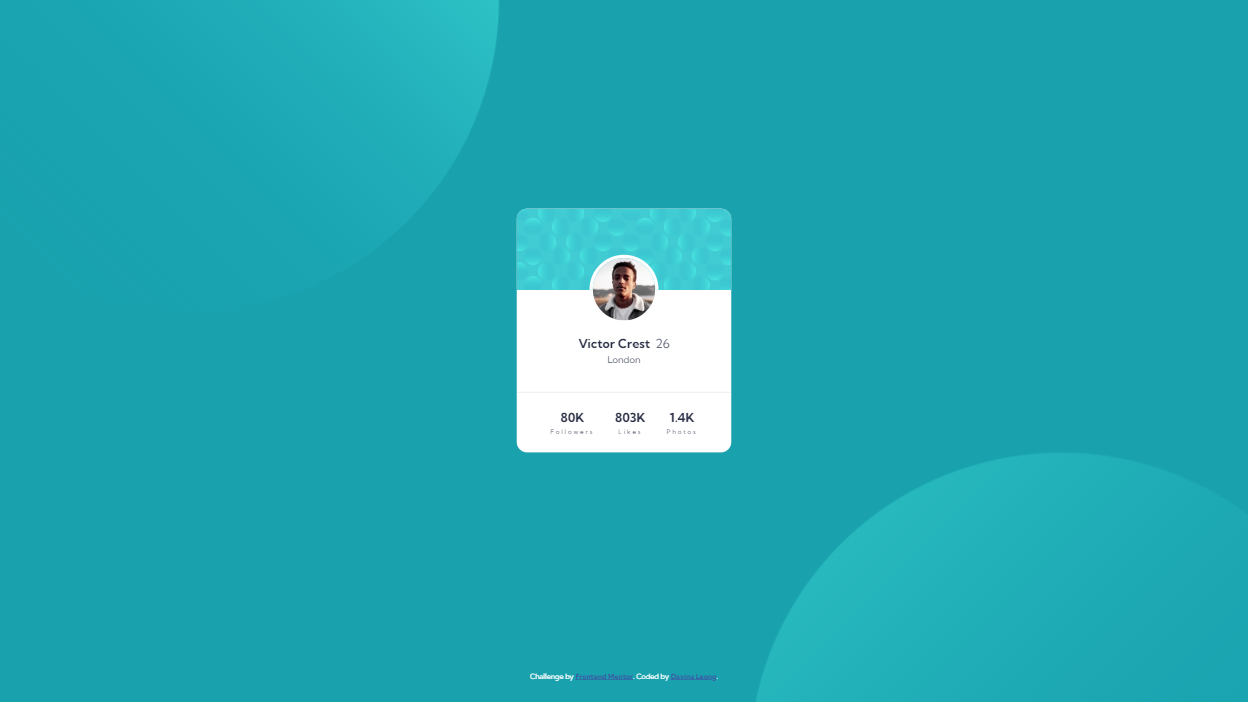 Victor Crest 26
London
80K 803K 1.4K
Followers Likes Photos
Challenge by Frontend Mentor. Coded by Davina Leong.